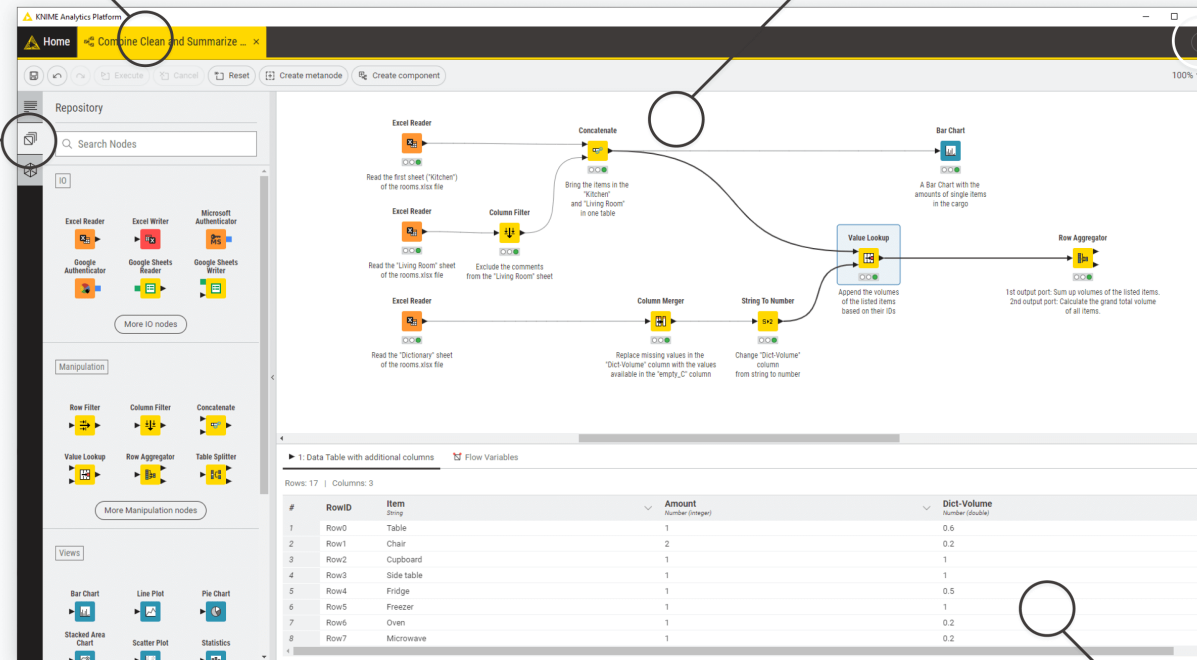 KNIME Analytics Platform
Home
Combine Clean and Summarize ... ×
Execute
Cancel
Reset
Create metanode
Create component
100%
Repository
Search Nodes
IO
Excel Reader
Excel Writer
Microsoft
Authenticator
MS
Google
Authenticator
Google Sheets
Reader
Google Sheets
Writer
More IO nodes
Manipulation
Row Filter
Column Filter
Concatenate
Value Lookup
Row Aggregator
Table Splitter
More Manipulation nodes
Views
Bar Chart
Line Plot
Pie Chart
Stacked Area
Chart
Scatter Plot
Statistics
Excel Reader
Read the first sheet ("Kitchen")
of the rooms.xlsx file
Excel Reader
Read the "Living Room" sheet
of the rooms.xlsx file
Column Filter
Exclude the comments
from the "Living Room" sheet
Concatenate
Bring the items in the
"Kitchen"
and "Living Room"
in one table
Bar Chart
A Bar Chart with the
amounts of single items
in the cargo
Value Lookup
Append the volumes
of the listed items
based on their IDs
Row Aggregator
1st output port: Sum up volumes of the listed items.
2nd output port: Calculate the grand total volume
of all items.
Excel Reader
Read the "Dictionary" sheet
of the rooms.xlsx file
Column Merger
Replace missing values in the
"Dict-Volume" column with the values
available in the "empty_C" column
String To Number
S▸2
Change "Dict-Volume"
column
from string to number
1: Data Table with additional columns
Flow Variables
Rows: 17 | Columns: 3
# RowID Item Amount Dict-Volume
String Number (integer) Number (double)
1 Row0 Table 1 0.6
2 Row1 Chair 2 0.2
3 Row2 Cupboard 1 1
4 Row3 Side table 1 1
5 Row4 Fridge 1 0.5
6 Row5 Freezer 1 1
7 Row6 Oven 1 0.2
8 Row7 Microwave 1 0.2